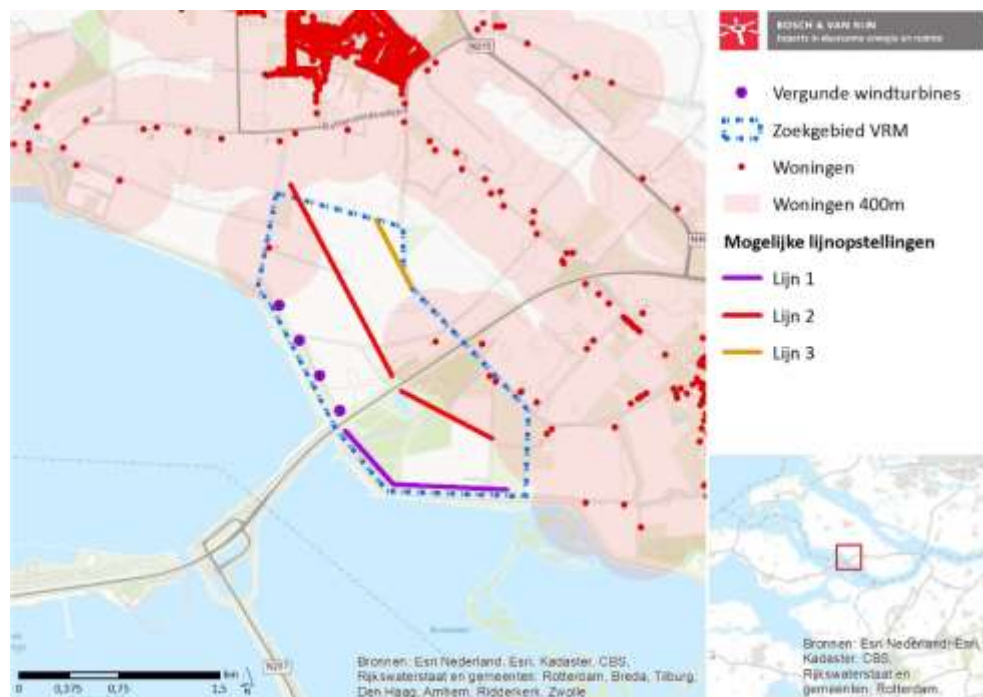 BOSCH & VAN RIJN
Experts in duurzame energie en ruimte
Vergunde windturbines
Zoekgebied VRM
Woningen
Woningen 400m
Mogelijke lijnopstellingen
Lijn 1
Lijn 2
Lijn 3
N215
N257
km
0 0,375 0,75 1,5
Bronnen: Esri Nederland, Esri, Kadaster, CBS,
Rijkswaterstaat en gemeenten: Rotterdam, Breda, Tilburg,
Den Haag, Arnhem, Ridderkerk, Zwolle
Bronnen: Esri Nederland, Esri,
Kadaster, CBS,
Rijkswaterstaat en
gemeenten: Rotterdam,